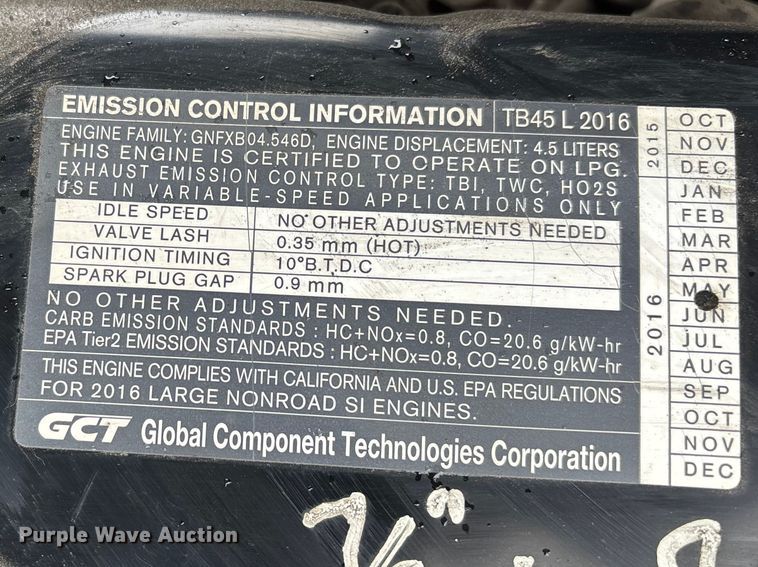 EMISSION CONTROL INFORMATION TB45 L 2016
ENGINE FAMILY: GNFXB04.546D, ENGINE DISPLACEMENT: 4.5 LITERS
THIS ENGINE IS CERTIFIED TO OPERATE ON LPG.
EXHAUST EMISSION CONTROL TYPE: TBI, TWC, HO2S
USE IN VARIABLE-SPEED APPLICATIONS ONLY
IDLE SPEED NO OTHER ADJUSTMENTS NEEDED
VALVE LASH 0.35 mm (HOT)
IGNITION TIMING 10°B.T.D.C
SPARK PLUG GAP 0.9 mm
NO OTHER ADJUSTMENTS NEEDED.
CARB EMISSION STANDARDS : HC+NOx=0.8, CO=20.6 g/kW-hr
EPA Tier2 EMISSION STANDARDS : HC+NOx=0.8, CO=20.6 g/kW-hr
THIS ENGINE COMPLIES WITH CALIFORNIA AND U.S. EPA REGULATIONS
FOR 2016 LARGE NONROAD SI ENGINES.
GCT Global Component Technologies Corporation
2015
OCT
NOV
DEC
2016
JAN
FEB
MAR
APR
MAY
JUN
JUL
AUG
SEP
OCT
NOV
DEC
Purple Wave Auction